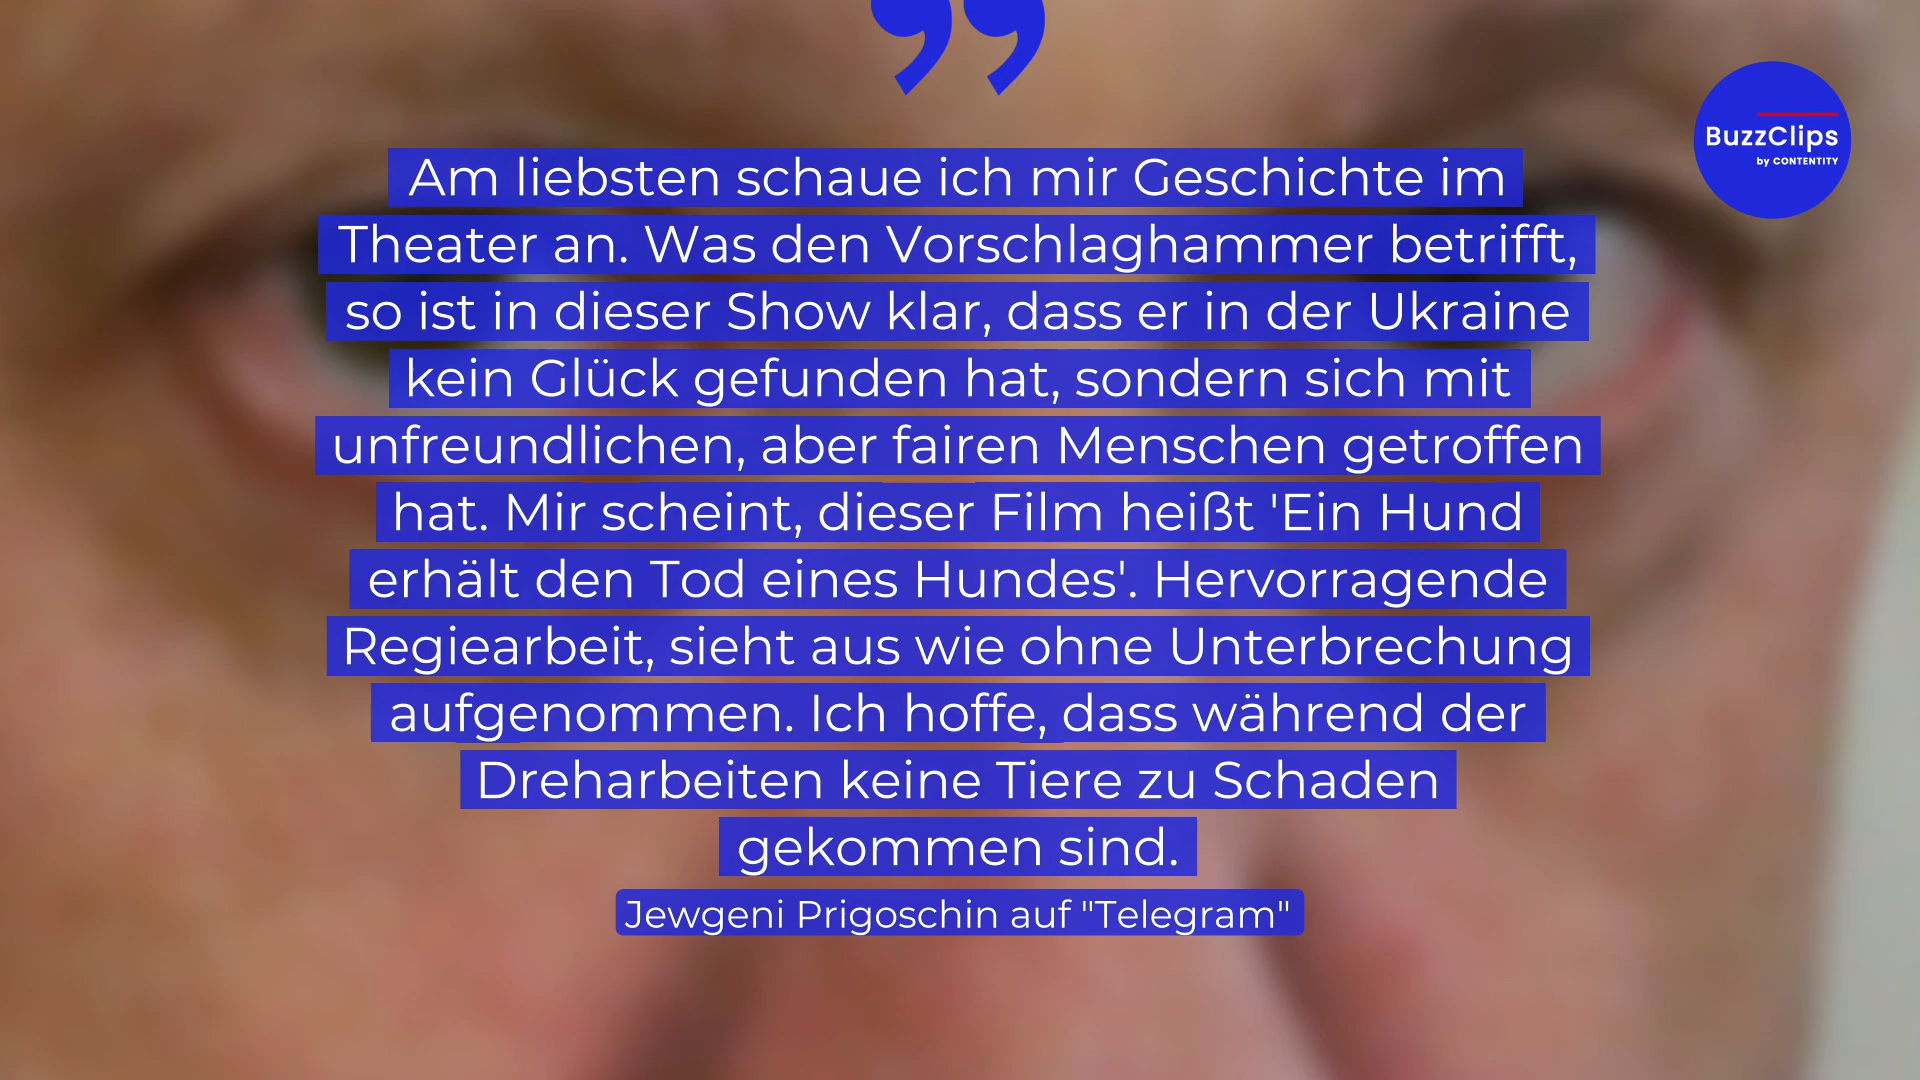 ”
BuzzClips
by CONTENTITY
Am liebsten schaue ich mir Geschichte im
Theater an. Was den Vorschlaghammer betrifft,
so ist in dieser Show klar, dass er in der Ukraine
kein Glück gefunden hat, sondern sich mit
unfreundlichen, aber fairen Menschen getroffen
hat. Mir scheint, dieser Film heißt 'Ein Hund
erhält den Tod eines Hundes'. Hervorragende
Regiearbeit, sieht aus wie ohne Unterbrechung
aufgenommen. Ich hoffe, dass während der
Dreharbeiten keine Tiere zu Schaden
gekommen sind.
Jewgeni Prigoschin auf "Telegram"